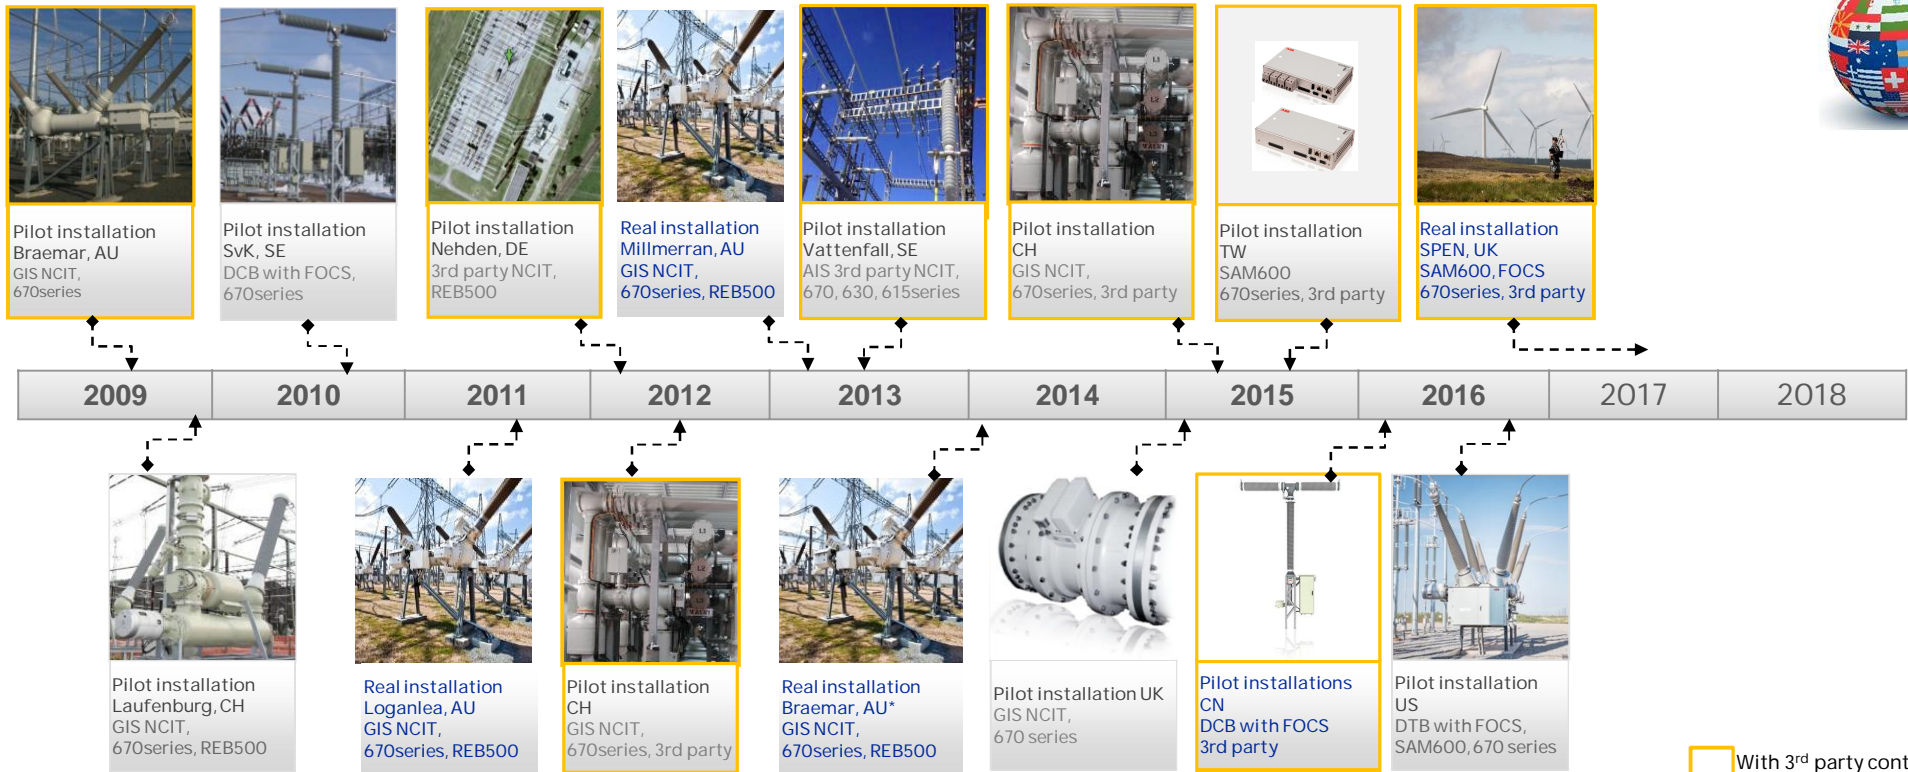 Pilot installation
Braemar, AU
GIS NCIT,
670series
Pilot installation
SvK, SE
DCB with FOCS,
670series
Pilot installation
Nehden, DE
3rd party NCIT,
REB500
Real installation
Millmerran, AU
GIS NCIT,
670series, REB500
Pilot installation
Vattenfall, SE
AIS 3rd party NCIT,
670, 630, 615series
Pilot installation
CH
GIS NCIT,
670series, 3rd party
Pilot installation
TW
SAM600
670series, 3rd party
Real installation
SPEN, UK
SAM600, FOCS
670series, 3rd party
2009 2010 2011 2012 2013 2014 2015 2016 2017 2018
Pilot installation
Laufenburg, CH
GIS NCIT,
670series, REB500
Real installation
Loganlea, AU
GIS NCIT,
670series, REB500
Pilot installation
CH
GIS NCIT,
670series, 3rd party
Real installation
Braemar, AU*
GIS NCIT,
670series, REB500
Pilot installation UK
GIS NCIT,
670 series
Pilot installations
CN
DCB with FOCS
3rd party
Pilot installation
US
DTB with FOCS,
SAM600, 670 series
With 3rd party cont